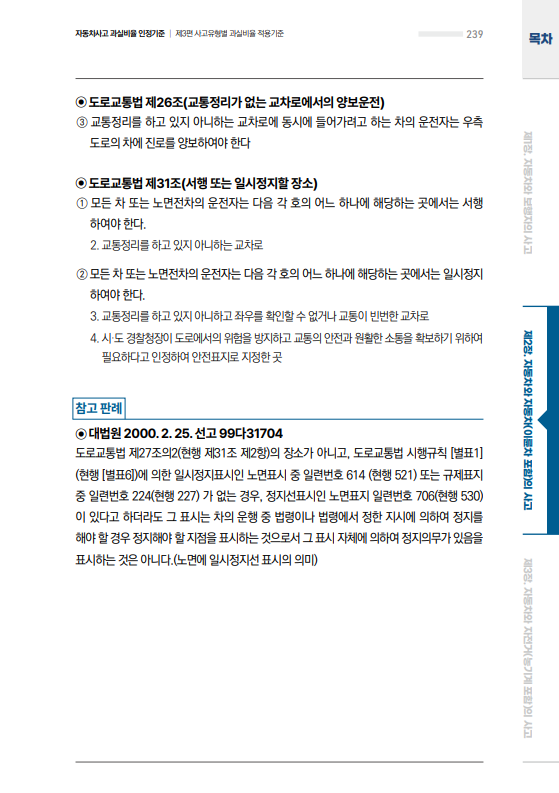 자동차사고 과실비율 인정기준 | 제3편 사고유형별 과실비율 적용기준 239
목차
◉ 도로교통법 제26조(교통정리가 없는 교차로에서의 양보운전)
③ 교통정리를 하고 있지 아니하는 교차로에 동시에 들어가려고 하는 차의 운전자는 우측
도로의 차에 진로를 양보하여야 한다
◉ 도로교통법 제31조(서행 또는 일시정지할 장소)
① 모든 차 또는 노면전차의 운전자는 다음 각 호의 어느 하나에 해당하는 곳에서는 서행
하여야 한다.
2. 교통정리를 하고 있지 아니하는 교차로
② 모든 차 또는 노면전차의 운전자는 다음 각 호의 어느 하나에 해당하는 곳에서는 일시정지
하여야 한다.
3. 교통정리를 하고 있지 아니하고 좌우를 확인할 수 없거나 교통이 빈번한 교차로
4. 시·도 경찰청장이 도로에서의 위험을 방지하고 교통의 안전과 원활한 소통을 확보하기 위하여
필요하다고 인정하여 안전표지로 지정한 곳
참고 판례
◉ 대법원 2000. 2. 25. 선고 99다31704
도로교통법 제27조의2(현행 제31조 제2항)의 장소가 아니고, 도로교통법 시행규칙 [별표1]
(현행 [별표6])에 의한 일시정지표시인 노면표시 중 일련번호 614 (현행 521) 또는 규제표지
중 일련번호 224(현행 227) 가 없는 경우, 정지선표시인 노면표지 일련번호 706(현행 530)
이 있다고 하더라도 그 표시는 차의 운행 중 법령이나 법령에서 정한 지시에 의하여 정지를
해야 할 경우 정지해야 할 지점을 표시하는 것으로서 그 표시 자체에 의하여 정지의무가 있음을
표시하는 것은 아니다.(노면에 일시정지선 표시의 의미)
제1장. 자동차와 보행자의 사고
제2장. 자동차와 자동차(이륜차 포함)의 사고
제3장. 자동차와 자전거(농기계 포함)의 사고